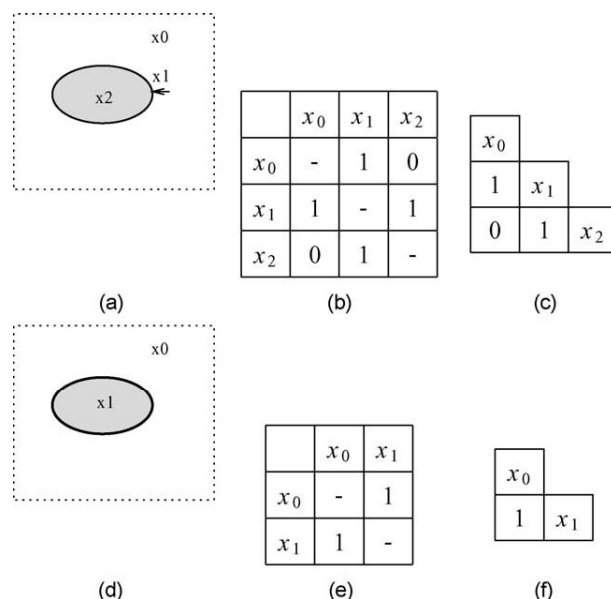 x0
x1
x2
(a)
x0 x1 x2
x0 - 1 0
x1 1 - 1
x2 0 1 -
(b)
x0
1 x1
0 1 x2
(c)
x0
x1
(d)
x0 x1
x0 - 1
x1 1 -
(e)
x0
1 x1
(f)